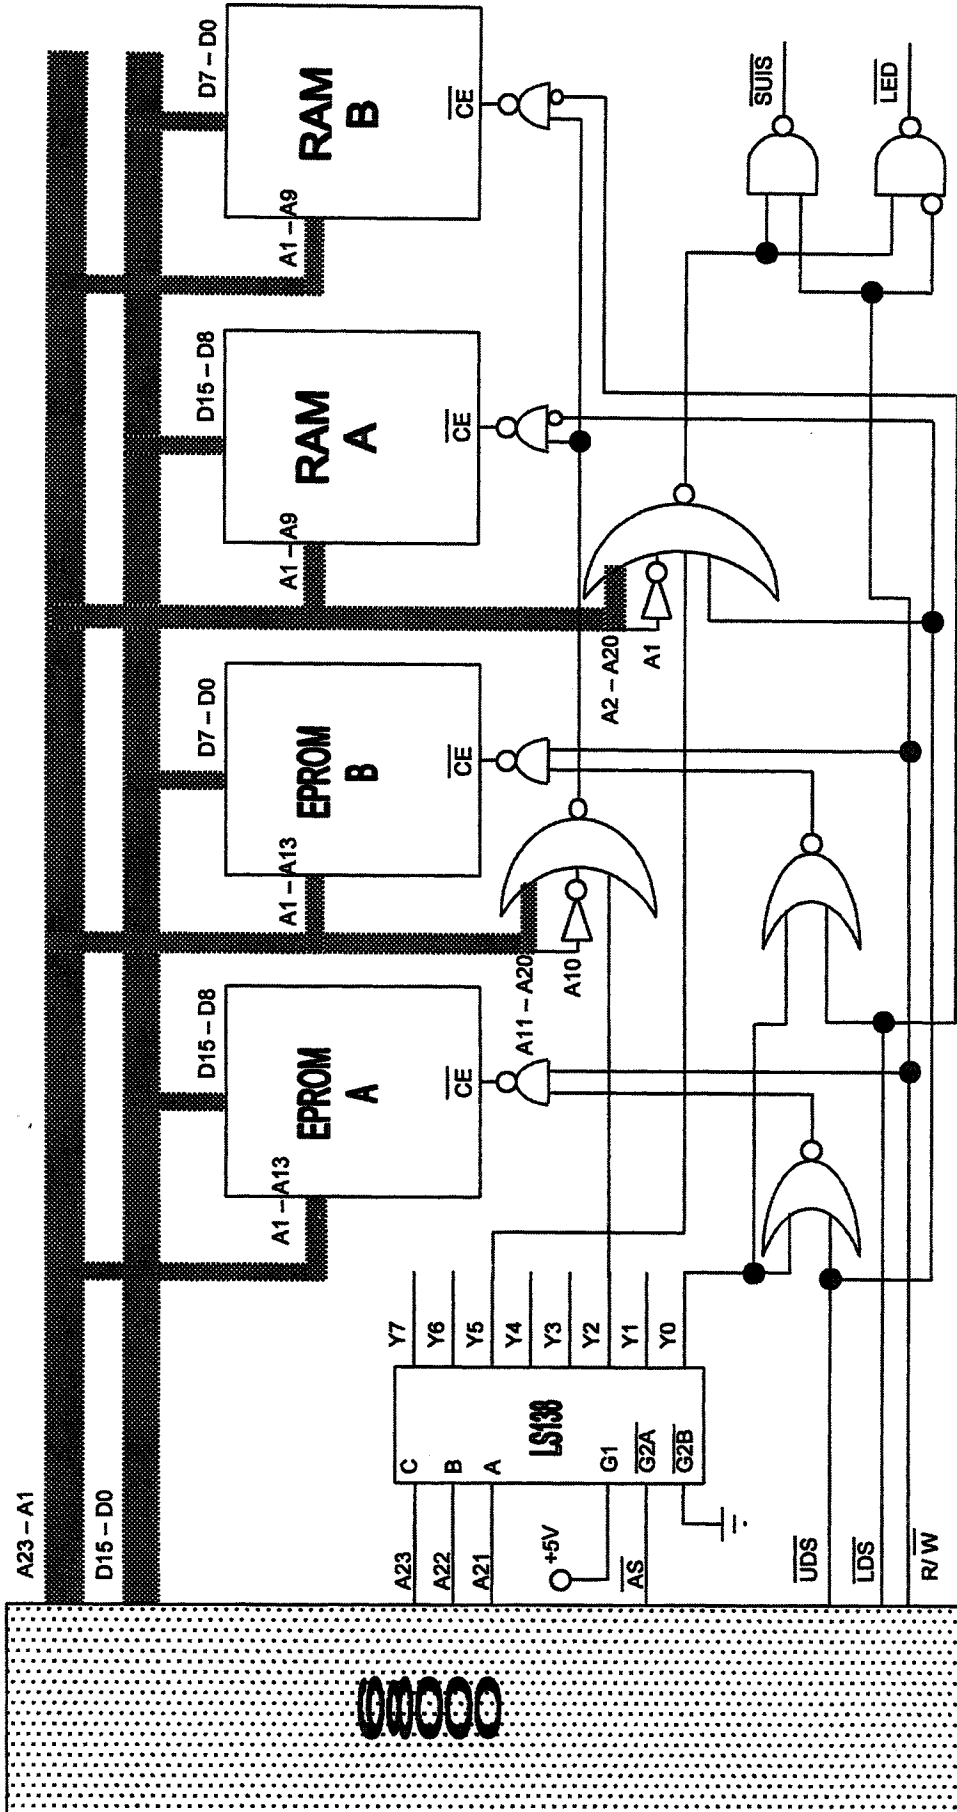 A23 – A1
D15 – D0
68000
A23
A22
A21
+5V
AS
UDS
LDS
R/ W
LS138
C
B
A
G1
G2A
G2B
Y7
Y6
Y5
Y4
Y3
Y2
Y1
Y0
A1 – A13
D15 – D8
EPROM
A
CE
A11 – A20
A10
A1 – A13
D7 – D0
EPROM
B
CE
A2 – A20
A1
A1 – A9
D15 – D8
RAM
A
CE
A1 – A9
D7 – D0
RAM
B
CE
SUIS
LED